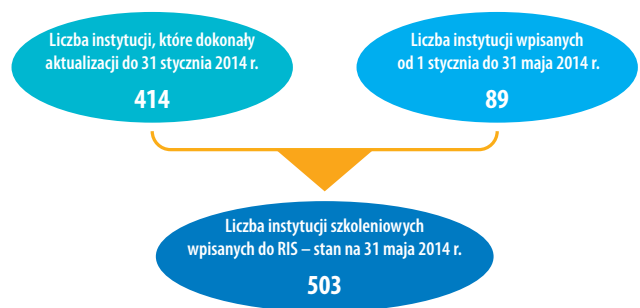 Liczba instytucji, które dokonały
aktualizacji do 31 stycznia 2014 r.
414
Liczba instytucji wpisanych
od 1 stycznia do 31 maja 2014 r.
89
Liczba instytucji szkoleniowych
wpisanych do RIS – stan na 31 maja 2014 r.
503